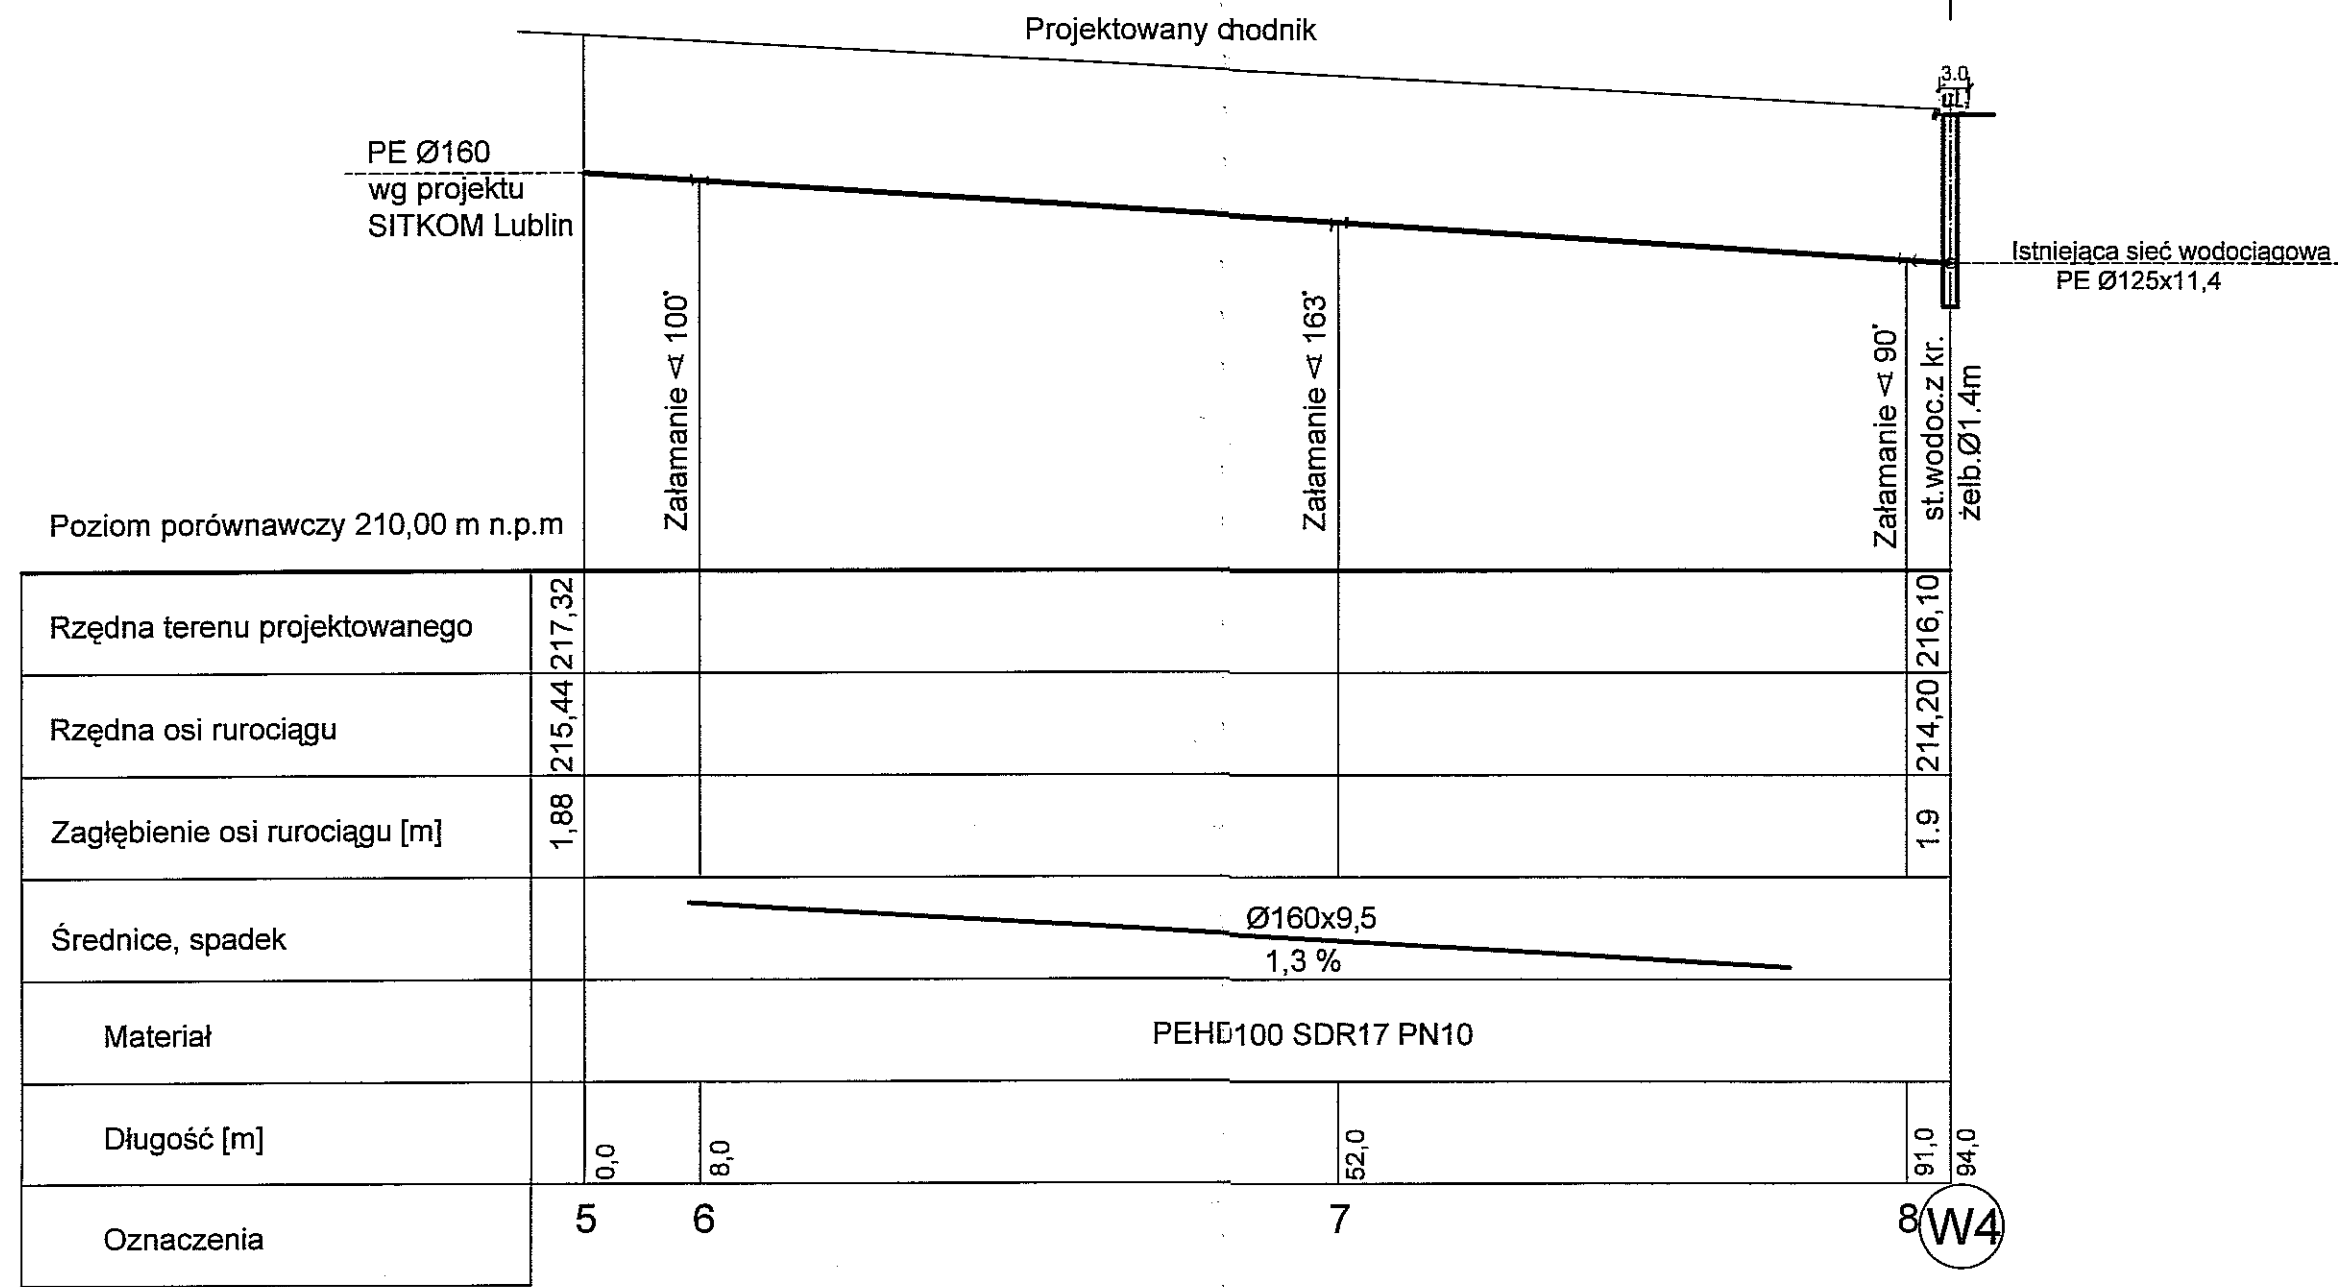 Projektowany chodnik
3.0
uL.
PE Ø160
wg projektu
SITKOM Lublin
Istniejąca sieć wodociągowa
PE Ø125x11,4
Załamanie ∢ 100°
Załamanie ∢ 163°
Załamanie ∢ 90°
st.wodoc.z kr.
żelb.Ø1.4m
Poziom porównawczy 210,00 m n.p.m
Rzędna terenu projektowanego
217,32
216,10
Rzędna osi rurociągu
215,44
214,20
Zagłębienie osi rurociągu [m]
1,88
1.9
Średnice, spadek
Ø160x9,5
1,3 %
Materiał
PEHD100 SDR17 PN10
Długość [m]
0,0
8,0
52,0
91,0
94,0
Oznaczenia
5
6
7
8
W4